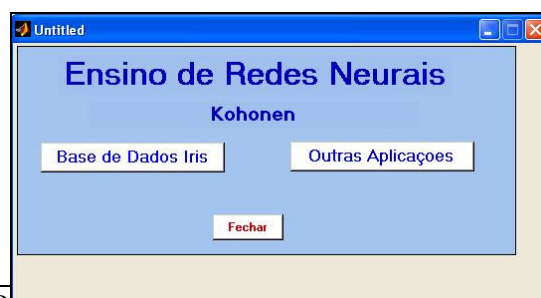 Untitled
Ensino de Redes Neurais
Kohonen
Base de Dados Iris
Outras Aplicaçoes
Fechar